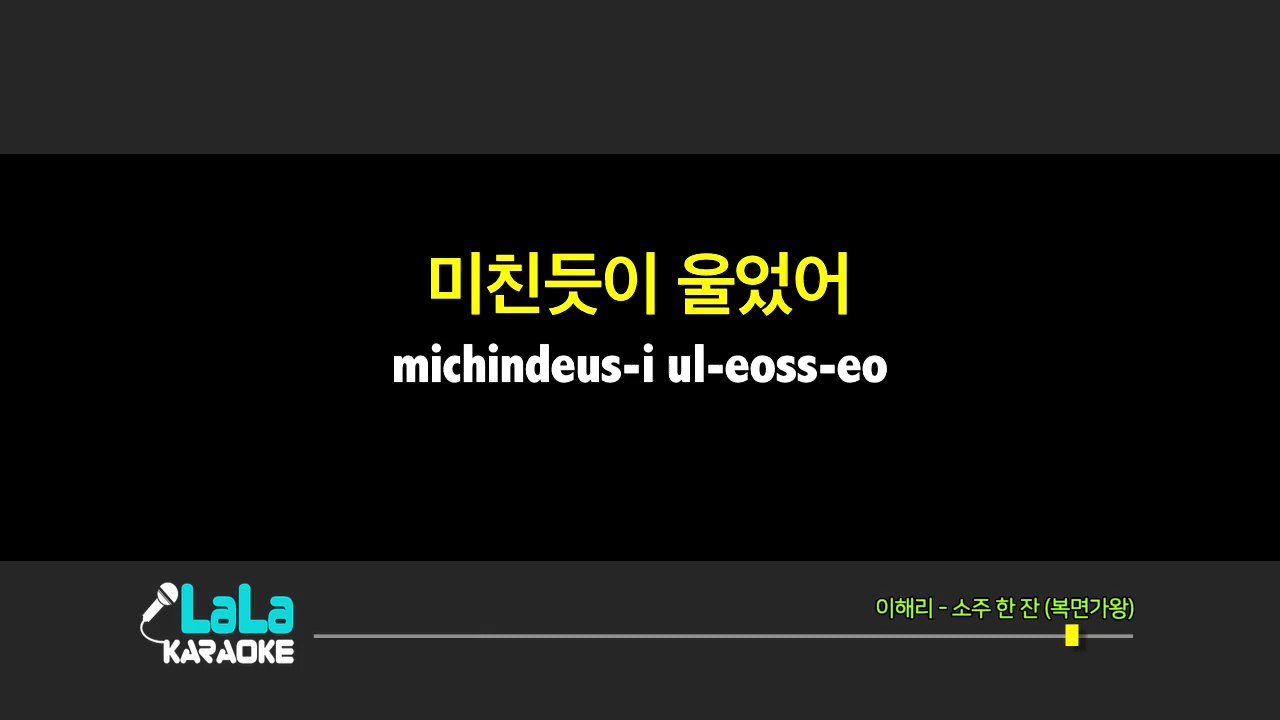 미친듯이 울었어
michindeus-i ul-eoss-eo
이해리 - 소주 한 잔 (복면가왕)
LaLa
KARAOKE